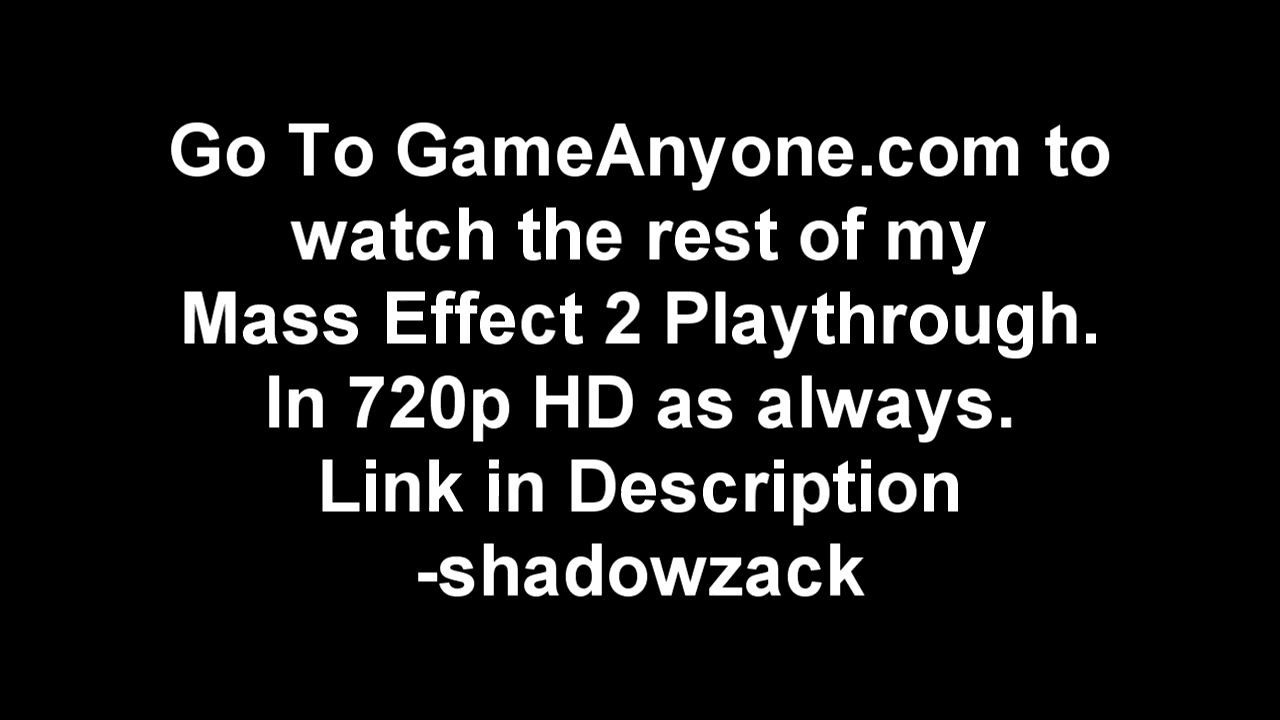 Go To GameAnyone.com to
watch the rest of my
Mass Effect 2 Playthrough.
In 720p HD as always.
Link in Description
-shadowzack